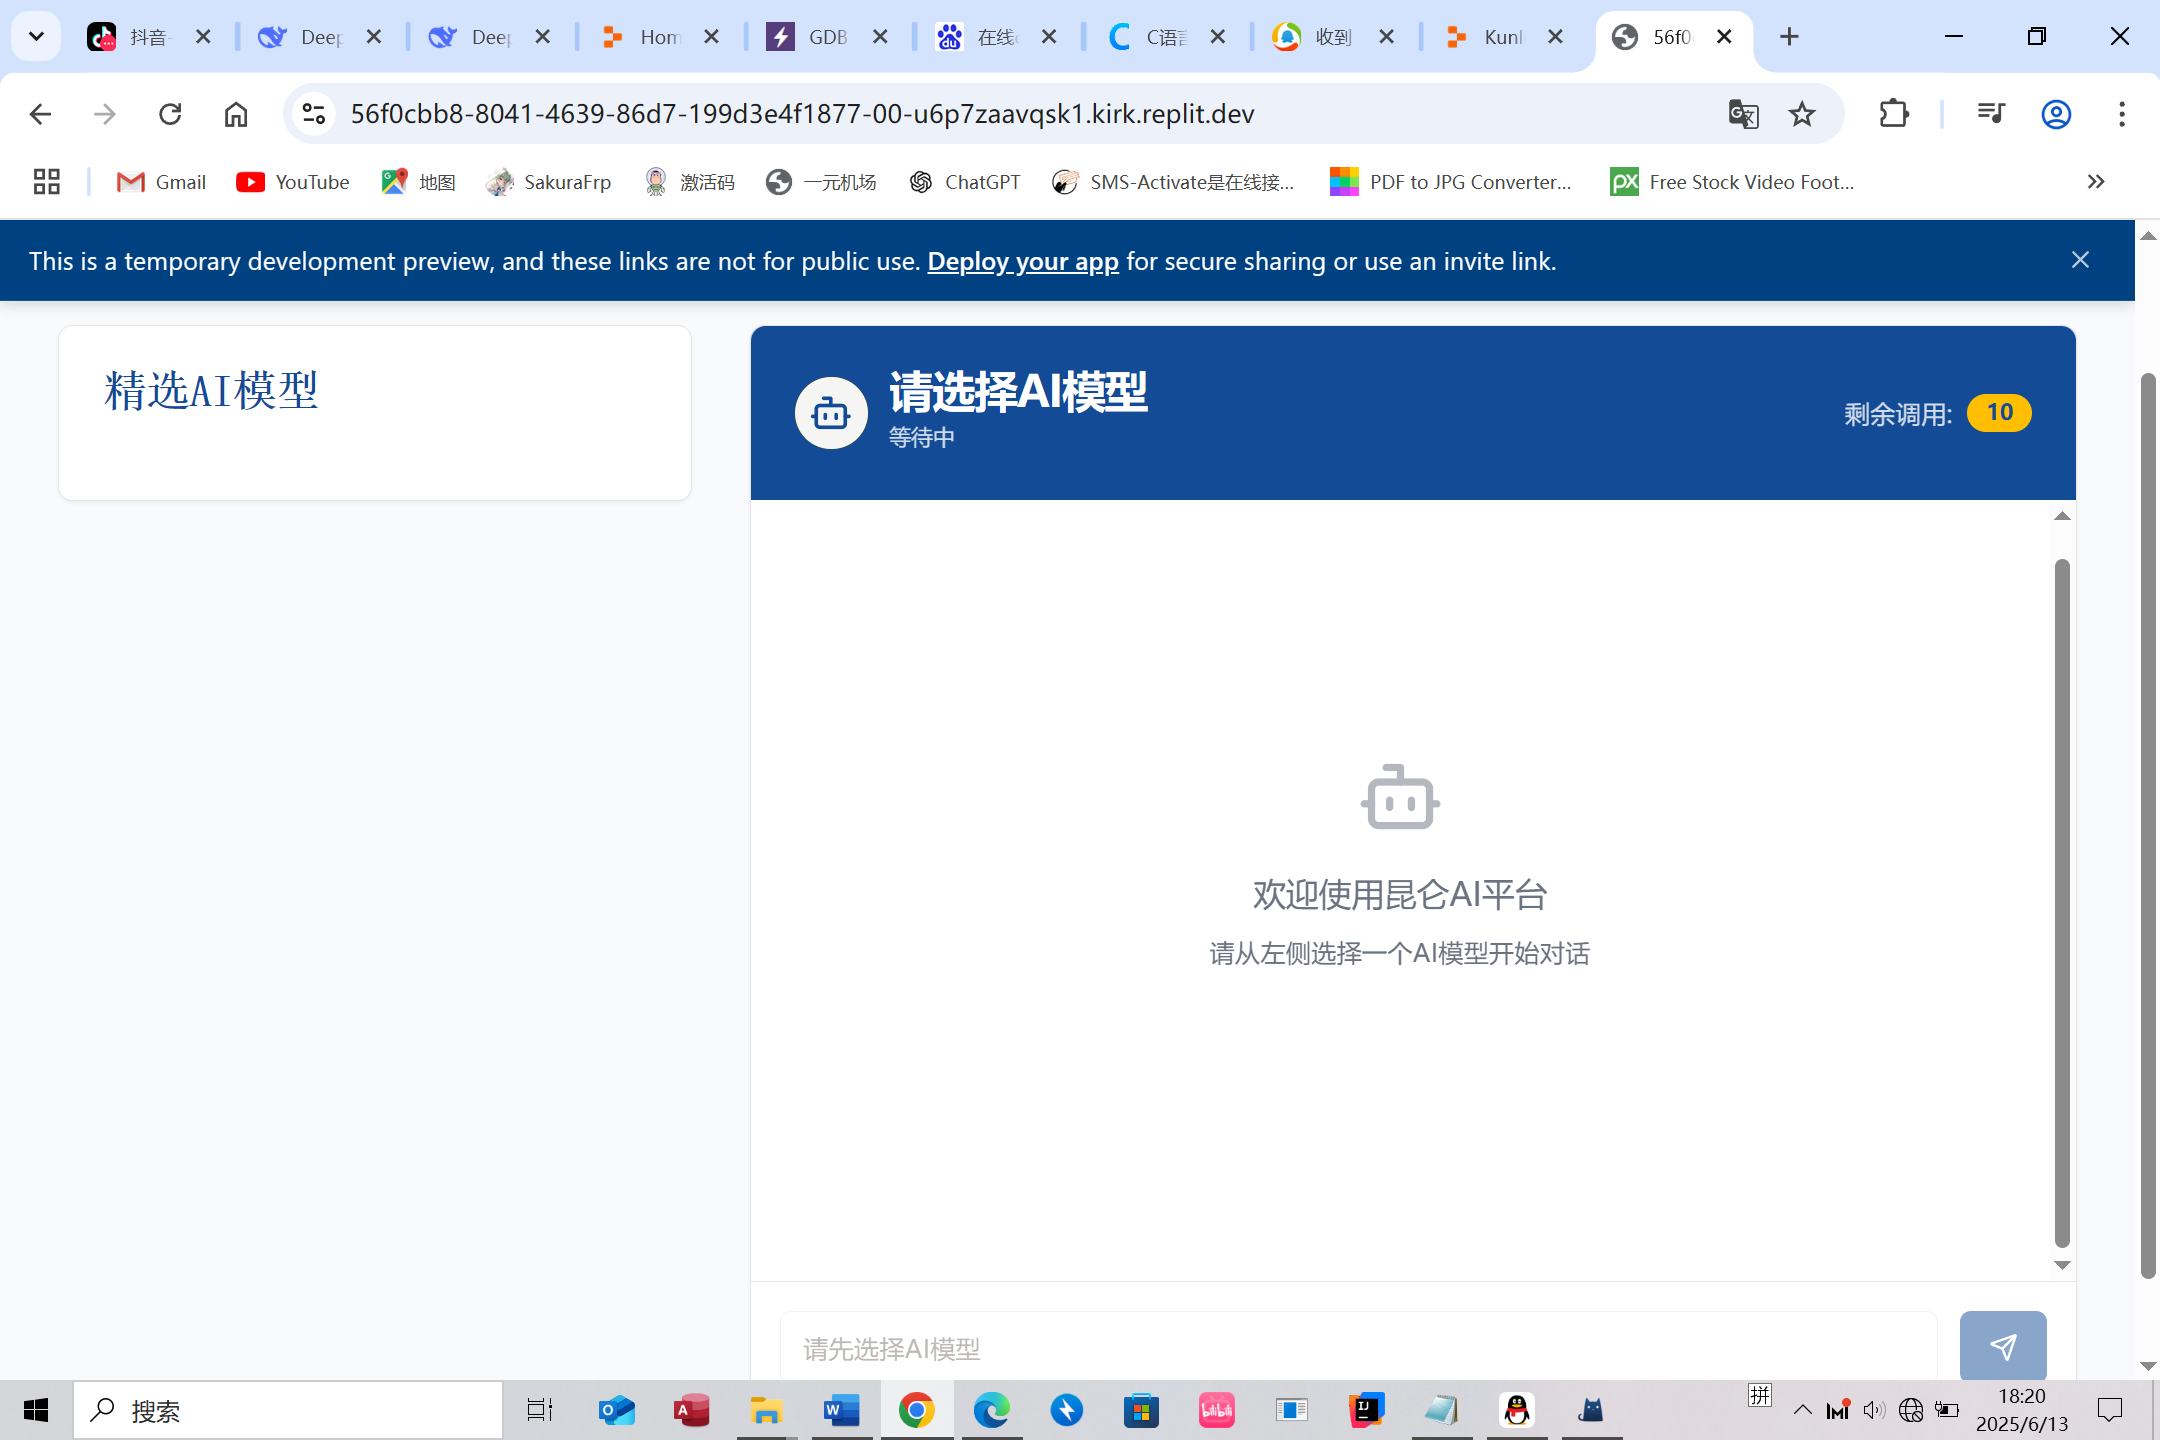 抖音-
Deep
Deep
Hom
GDB
在线
C语言
收到
Kunl
56f0
56f0cbb8-8041-4639-86d7-199d3e4f1877-00-u6p7zaavqsk1.kirk.replit.dev
Gmail
YouTube
地图
SakuraFrp
激活码
一元机场
ChatGPT
SMS-Activate是在线接...
PDF to JPG Converter...
Free Stock Video Foot...
This is a temporary development preview, and these links are not for public use. Deploy your app for secure sharing or use an invite link.
精选AI模型
请选择AI模型
等待中
剩余调用: 10
欢迎使用昆仑AI平台
请从左侧选择一个AI模型开始对话
请先选择AI模型
搜索
拼
18:20
2025/6/13